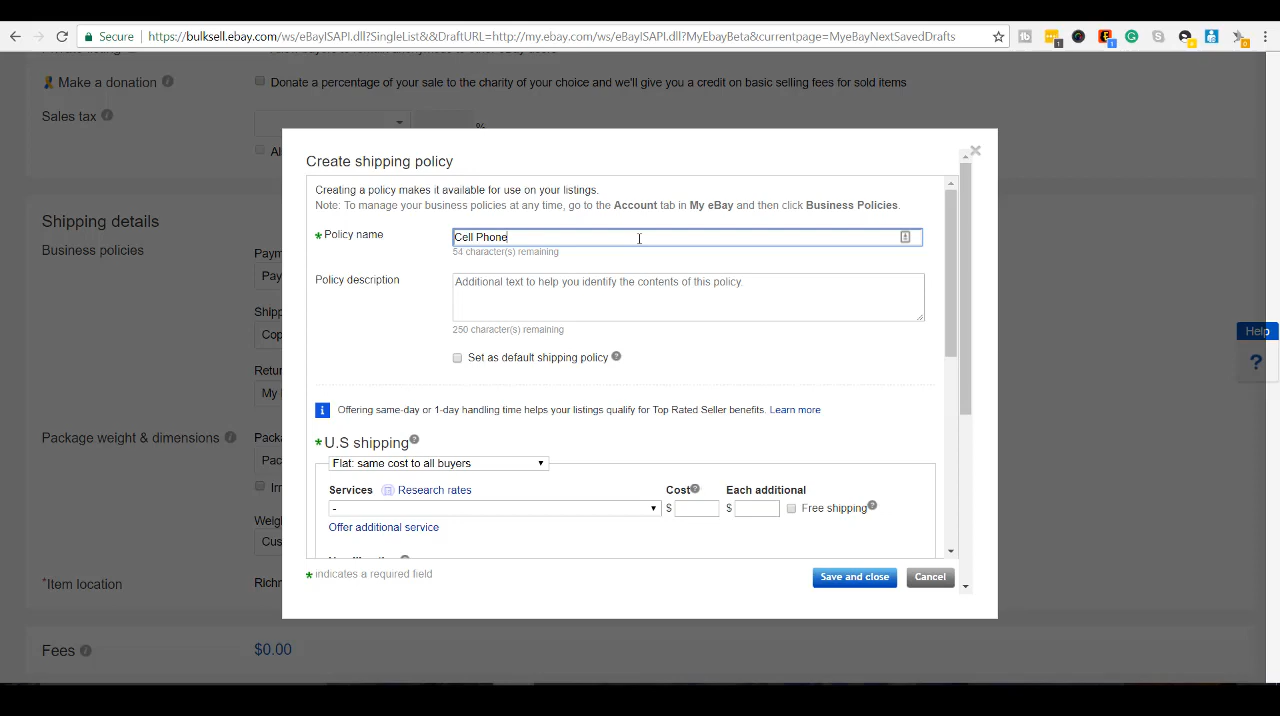 Secure
https://bulksell.ebay.com/ws/eBayISAPI.dll?SingleList&&DraftURL=http://my.ebay.com/ws/eBayISAPI.dll?MyEbayBeta&currentpage=MyeBayNextSavedDrafts
Make a donation
Donate a percentage of your sale to the charity of your choice and we'll give you a credit on basic selling fees for sold items
Sales tax
%
Create shipping policy
Creating a policy makes it available for use on your listings.
Note: To manage your business policies at any time, go to the Account tab in My eBay and then click Business Policies.
* Policy name
Cell Phone
54 character(s) remaining
Policy description
Additional text to help you identify the contents of this policy.
250 character(s) remaining
Set as default shipping policy
Offering same-day or 1-day handling time helps your listings qualify for Top Rated Seller benefits. Learn more
* U.S shipping
Flat: same cost to all buyers
Services Research rates Cost Each additional
- $ $ Free shipping
Offer additional service
* indicates a required field
Save and close
Cancel
Shipping details
Business policies
Package weight & dimensions
*Item location
Fees
$0.00
Help
?